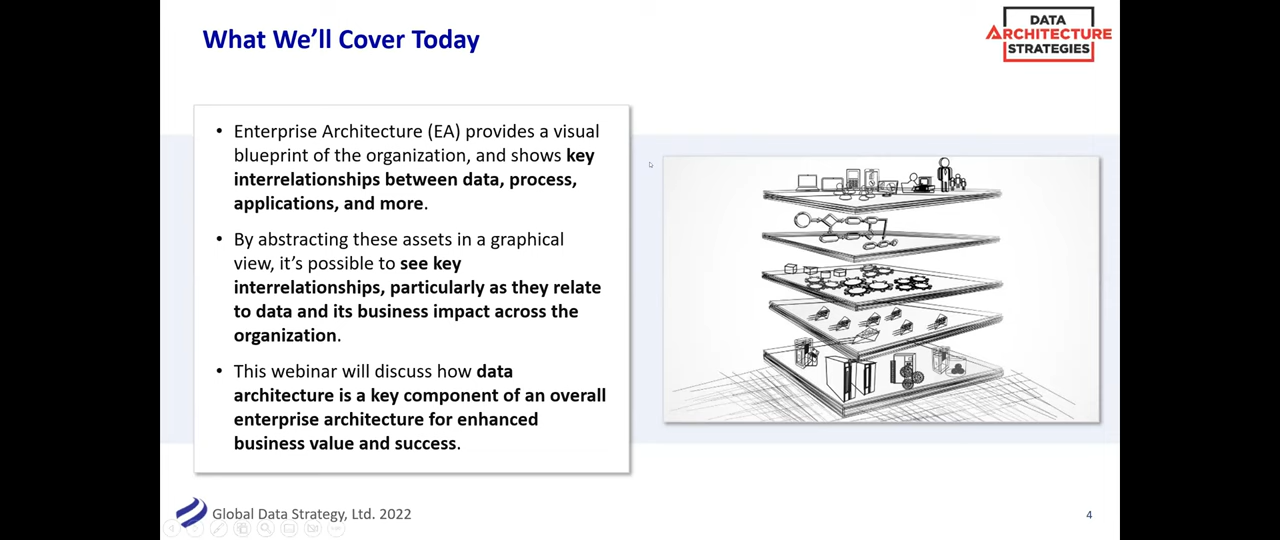 What We'll Cover Today
DATA
ARCHITECTURE
STRATEGIES
• Enterprise Architecture (EA) provides a visual
blueprint of the organization, and shows key
interrelationships between data, process,
applications, and more.
• By abstracting these assets in a graphical
view, it's possible to see key
interrelationships, particularly as they relate
to data and its business impact across the
organization.
• This webinar will discuss how data
architecture is a key component of an overall
enterprise architecture for enhanced
business value and success.
Global Data Strategy, Ltd. 2022
4